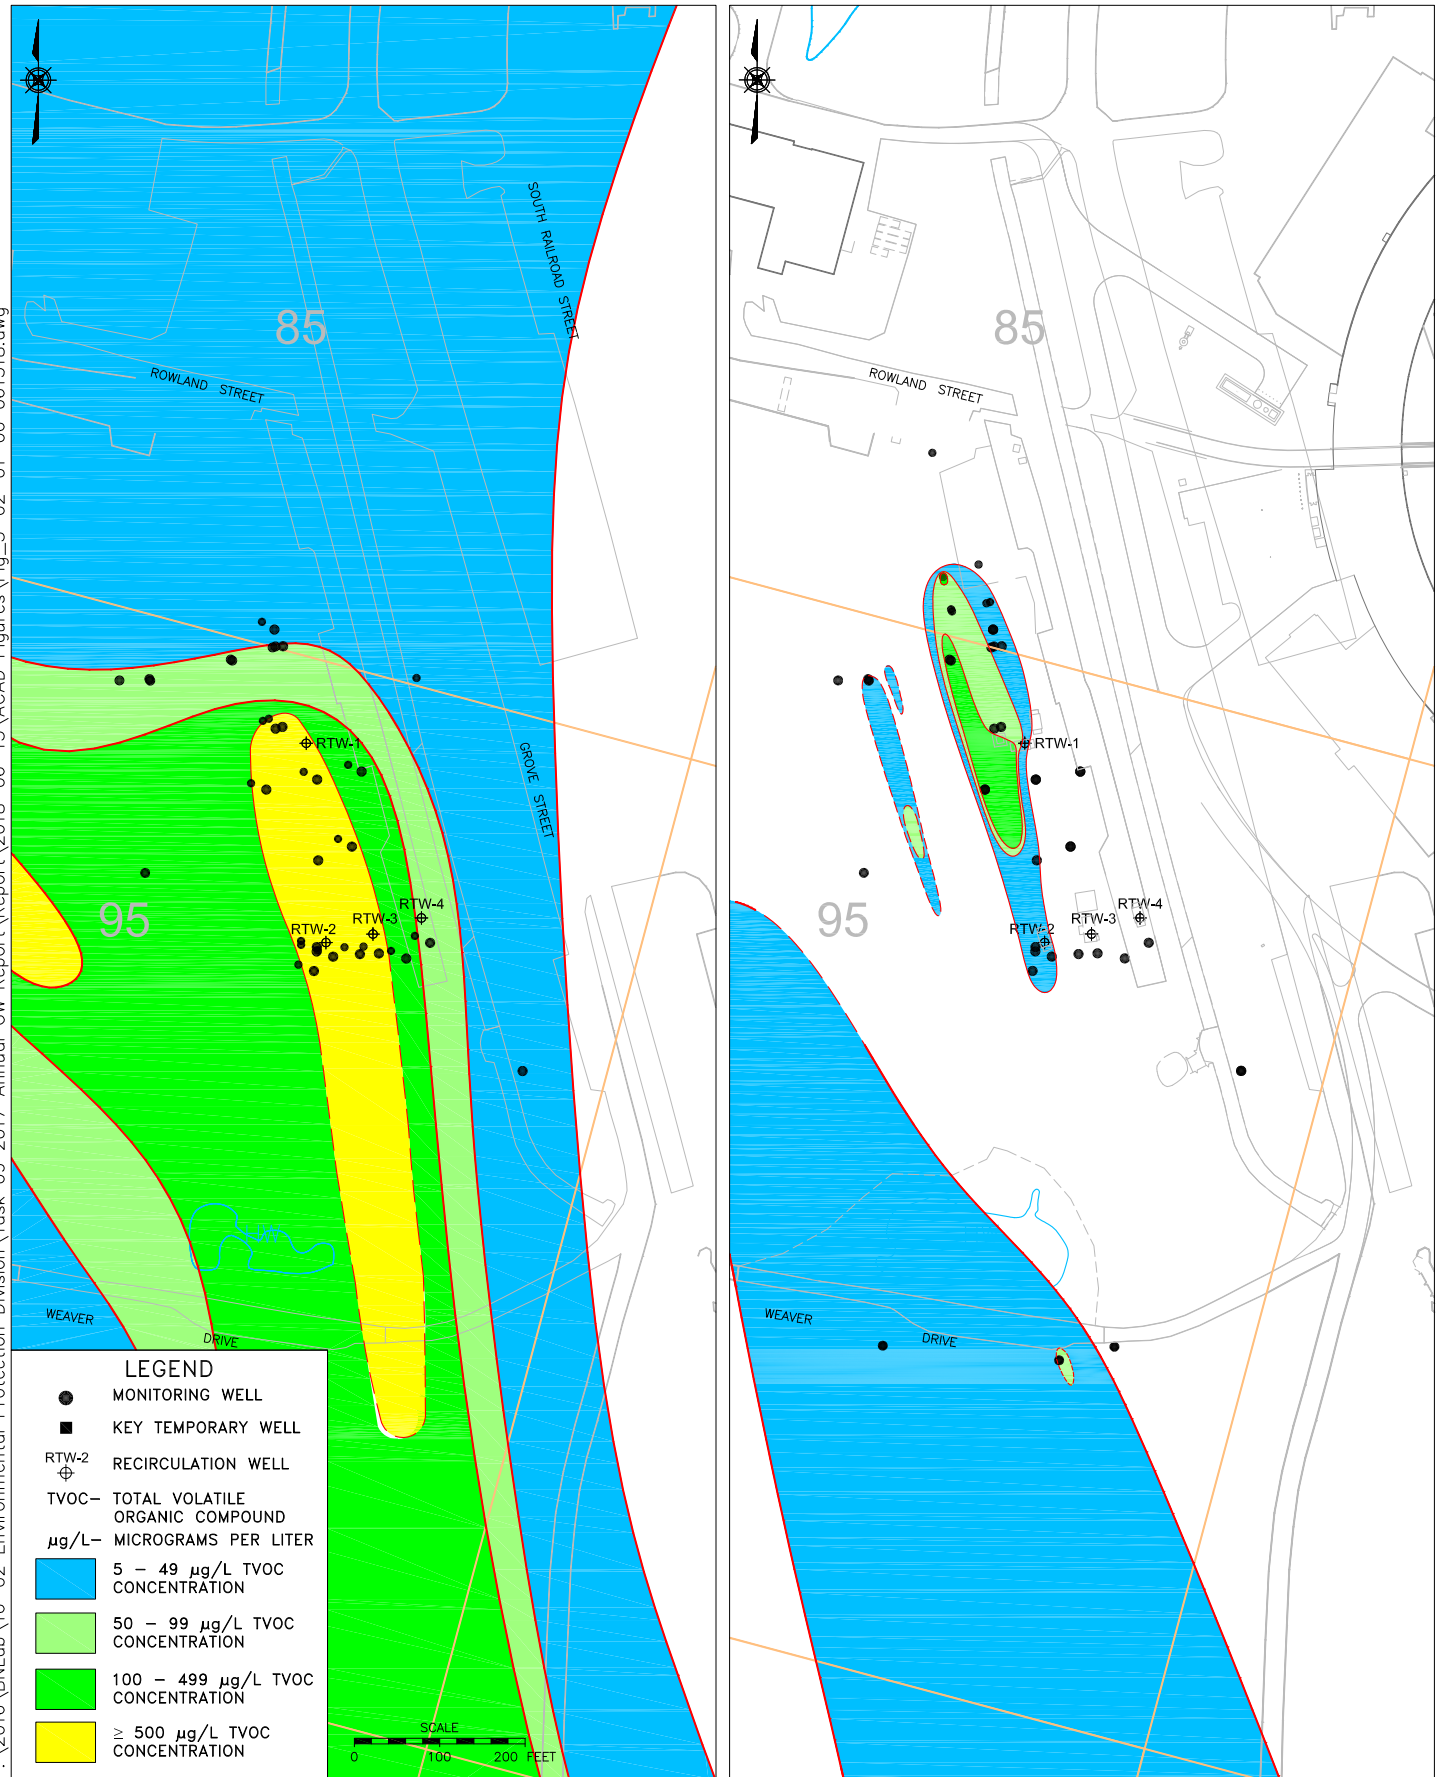 SOUTH RAILROAD STREET
85
ROWLAND STREET
RTW-1
GROVE STREET
RTW-4
RTW-3
RTW-2
95
WEAVER DRIVE
LEGEND
MONITORING WELL
KEY TEMPORARY WELL
RTW-2
RECIRCULATION WELL
TVOC— TOTAL VOLATILE
ORGANIC COMPOUND
µg/L— MICROGRAMS PER LITER
5 – 49 µg/L TVOC
CONCENTRATION
50 – 99 µg/L TVOC
CONCENTRATION
100 – 499 µg/L TVOC
CONCENTRATION
≥ 500 µg/L TVOC
CONCENTRATION
SCALE
0 100 200 FEET
85
ROWLAND STREET
RTW-1
RTW-4
RTW-3
RTW-2
95
WEAVER DRIVE